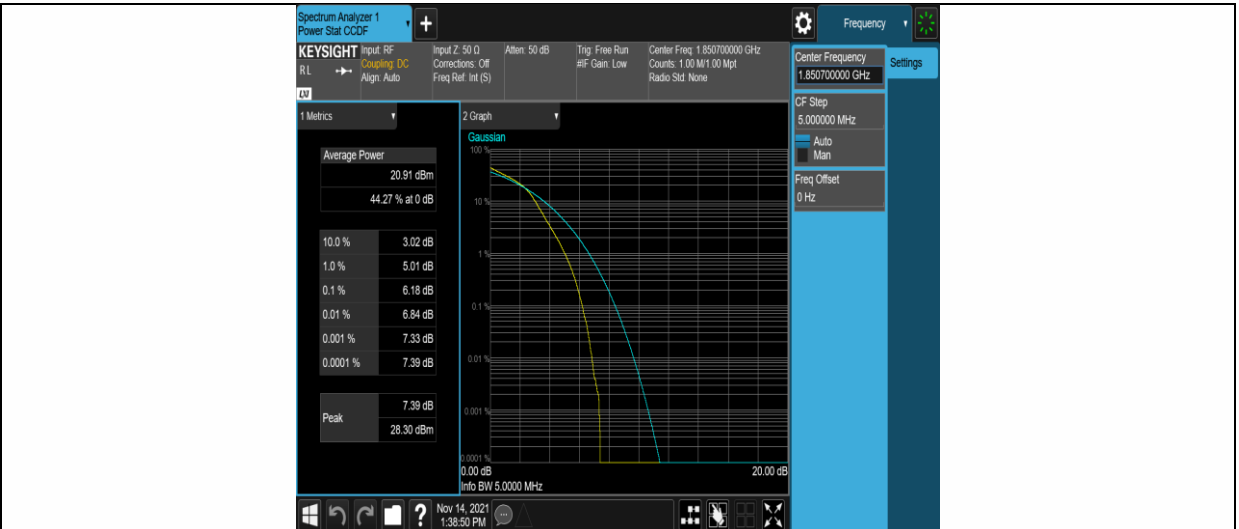 Spectrum Analyzer 1
Power Stat CCDF
+
Frequency
KEYSIGHT
RL
LXI
Input: RF
Coupling: DC
Align: Auto
Input Z: 50 Ω
Corrections: Off
Freq Ref: Int (S)
Atten: 50 dB
Trig: Free Run
#IF Gain: Low
Center Freq: 1.850700000 GHz
Counts: 1.00 M/1.00 Mpt
Radio Std: None
Center Frequency
1.850700000 GHz
Settings
CF Step
5.000000 MHz
Auto
Man
Freq Offset
0 Hz
1 Metrics
Average Power
20.91 dBm
44.27 % at 0 dB
10.0 % 3.02 dB
1.0 % 5.01 dB
0.1 % 6.18 dB
0.01 % 6.84 dB
0.001 % 7.33 dB
0.0001 % 7.39 dB
Peak
7.39 dB
28.30 dBm
2 Graph
Gaussian
100 %
10 %
1 %
0.1 %
0.01 %
0.001 %
0.0001 %
0.00 dB 20.00 dB
Info BW 5.0000 MHz
?
Nov 14, 2021
1:38:50 PM